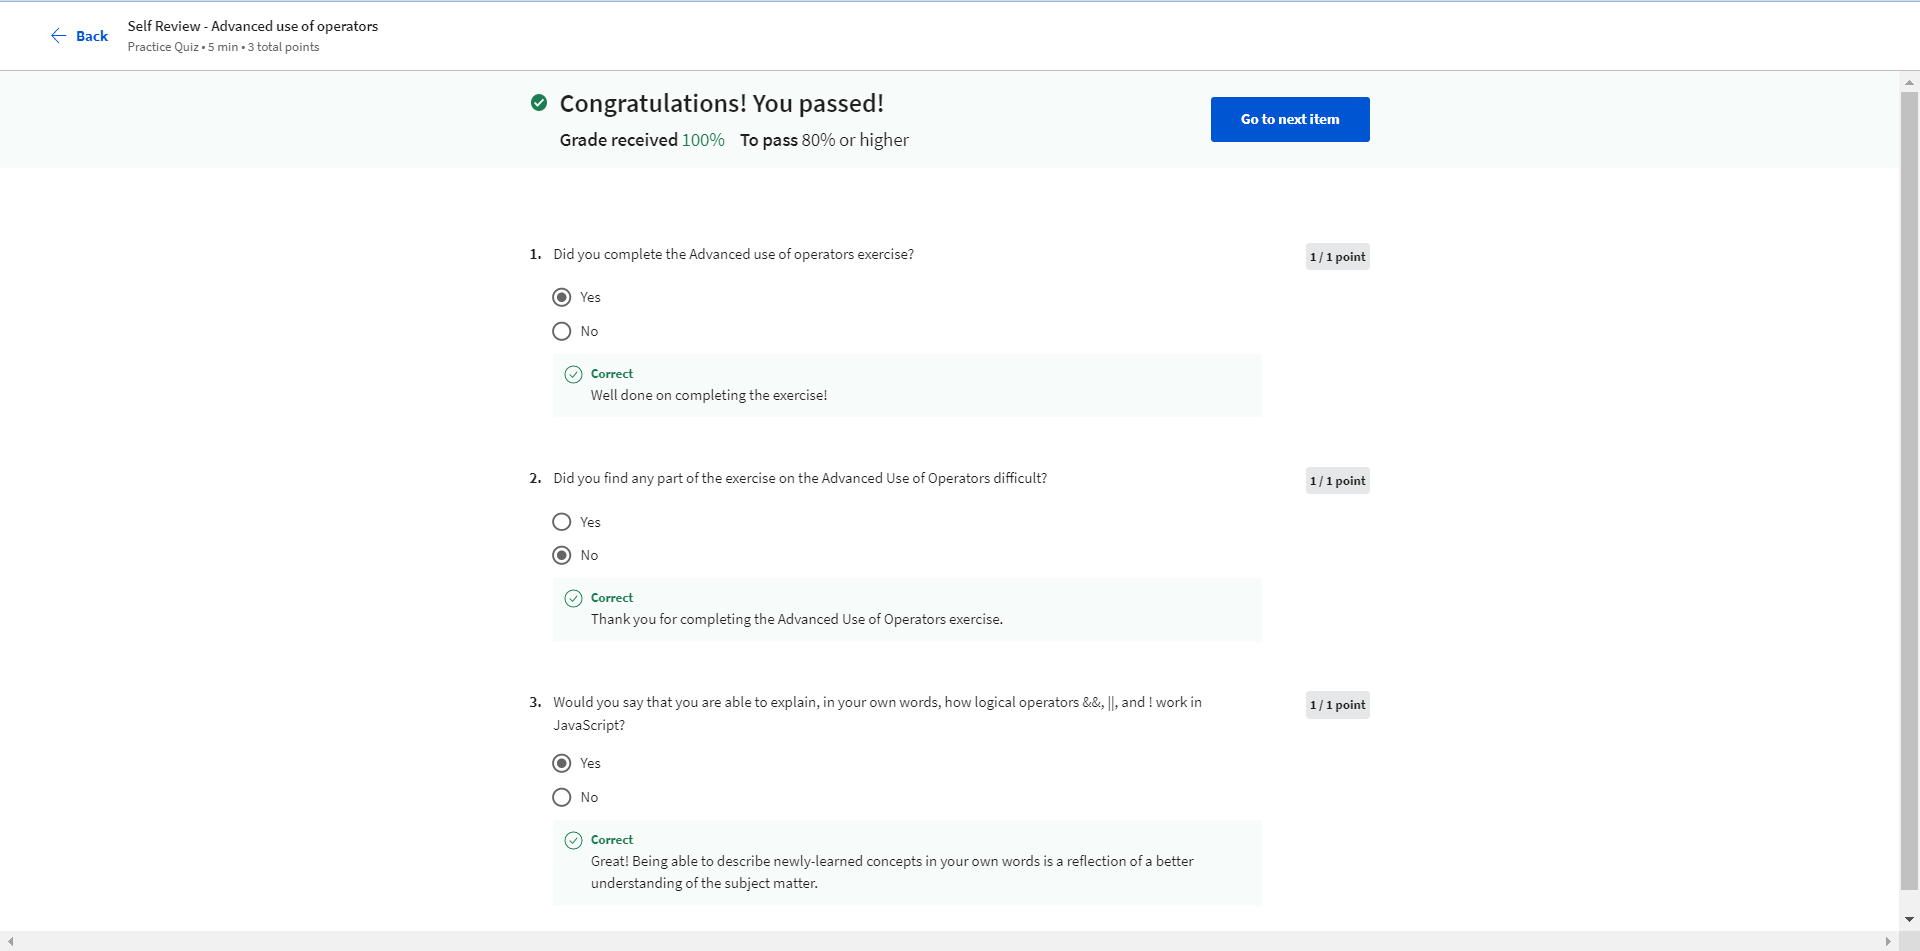 Back
Self Review - Advanced use of operators
Practice Quiz • 5 min • 3 total points
Congratulations! You passed!
Grade received 100% To pass 80% or higher
Go to next item
1. Did you complete the Advanced use of operators exercise?
1 / 1 point
Yes
No
Correct
Well done on completing the exercise!
2. Did you find any part of the exercise on the Advanced Use of Operators difficult?
1 / 1 point
Yes
No
Correct
Thank you for completing the Advanced Use of Operators exercise.
3. Would you say that you are able to explain, in your own words, how logical operators &&, ||, and ! work in
JavaScript?
1 / 1 point
Yes
No
Correct
Great! Being able to describe newly-learned concepts in your own words is a reflection of a better
understanding of the subject matter.